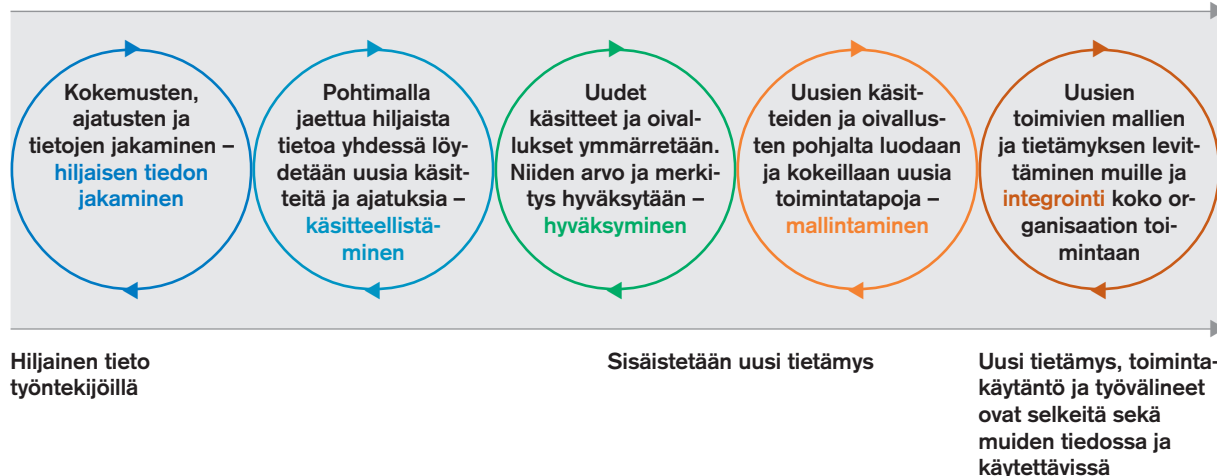 Kokemusten,
ajatusten ja
tietojen jakaminen –
hiljaisen tiedon
jakaminen
Pohtimalla
jaettua hiljaista
tietoa yhdessä löy-
detään uusia käsit-
teitä ja ajatuksia –
käsitteellistä-
minen
Uudet
käsitteet ja oival-
lukset ymmärretään.
Niiden arvo ja merki-
tys hyväksytään –
hyväksyminen
Uusien käsit-
teiden ja oivallus-
ten pohjalta luodaan
ja kokeillaan uusia
toimintatapoja –
mallintaminen
Uusien
toimivien mallien
ja tietämyksen levit-
täminen muille ja
integrointi koko or-
ganisaation toi-
mintaan
Hiljainen tieto
työntekijöillä
Sisäistetään uusi tietämys
Uusi tietämys, toiminta-
käytäntö ja työvälineet
ovat selkeitä sekä
muiden tiedossa ja
käytettävissä